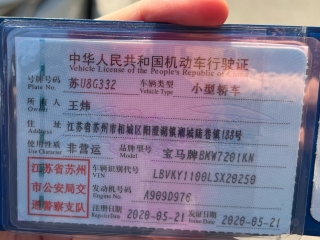 中华人民共和国机动车行驶证
Vehicle License of the People's Republic of China
号牌号码 苏U8G332 车辆类型 小型轿车
Plate No. Vehicle Type
所有人 王炜
Owner
住址 江苏省苏州市相城区阳澄湖镇湘城陆巷镇188号
Address
使用性质 非营运 品牌型号 宝马牌BMW7201KN
Use Character Model
江苏省苏州市公安局交通警察支队
车辆识别代号 LBVKY1100LSX20250
VIN
发动机号码 A909D976
Engine No.
注册日期 2020-05-21 发证日期 2020-05-21
Register Date Issue Date